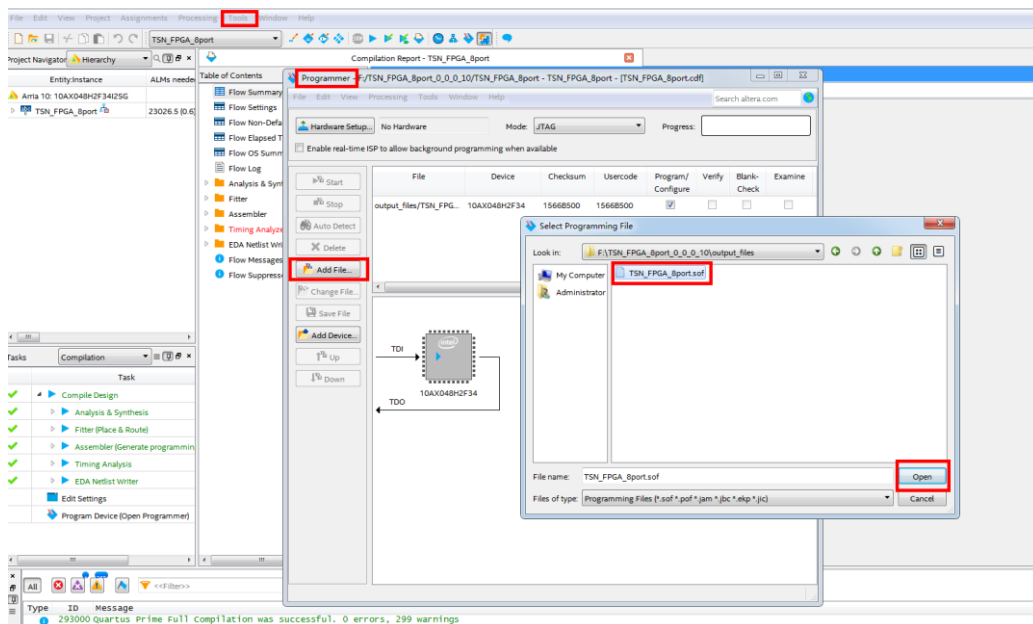 File Edit View Project Assignments Processing Tools Window Help
TSN_FPGA_8port
Project Navigator Hierarchy
Entity:Instance ALMs neede
Arria 10: 10AX048H2F34I2SG
TSN_FPGA_8port 23026.5 (0.6)
Tasks Compilation
Task
Compile Design
Analysis & Synthesis
Fitter (Place & Route)
Assembler (Generate programmin
Timing Analysis
EDA Netlist Writer
Edit Settings
Program Device (Open Programmer)
Compilation Report - TSN_FPGA_8port
Table of Contents
Flow Summary
Flow Settings
Flow Non-Defa
Flow Elapsed T
Flow OS Summ
Flow Log
Analysis & Synt
Fitter
Assembler
Timing Analyze
EDA Netlist Wri
Flow Messages
Flow Suppresse
Programmer - F:/TSN_FPGA_8port_0_0_0_10/TSN_FPGA_8port - TSN_FPGA_8port - [TSN_FPGA_8port.cdf]
File Edit View Processing Tools Window Help
Search altera.com
Hardware Setup... No Hardware Mode: JTAG Progress:
Enable real-time ISP to allow background programming when available
Start
Stop
Auto Detect
Delete
Add File...
Change File...
Save File
Add Device...
Up
Down
File Device Checksum Usercode Program/ Configure Verify Blank- Check Examine
output_files/TSN_FPG... 10AX048H2F34 1566B500 1566B500
TDI
intel
10AX048H2F34
TDO
Select Programming File
Look in: F:\TSN_FPGA_8port_0_0_0_10\output_files
My Computer
Administrator
TSN_FPGA_8port.sof
File name: TSN_FPGA_8port.sof Open
Files of type: Programming Files (*.sof *.pof *.jam *.jbc *.ekp *.jic) Cancel
All <<Filter>>
Type ID Message
293000 Quartus Prime Full Compilation was successful. 0 errors, 299 warnings